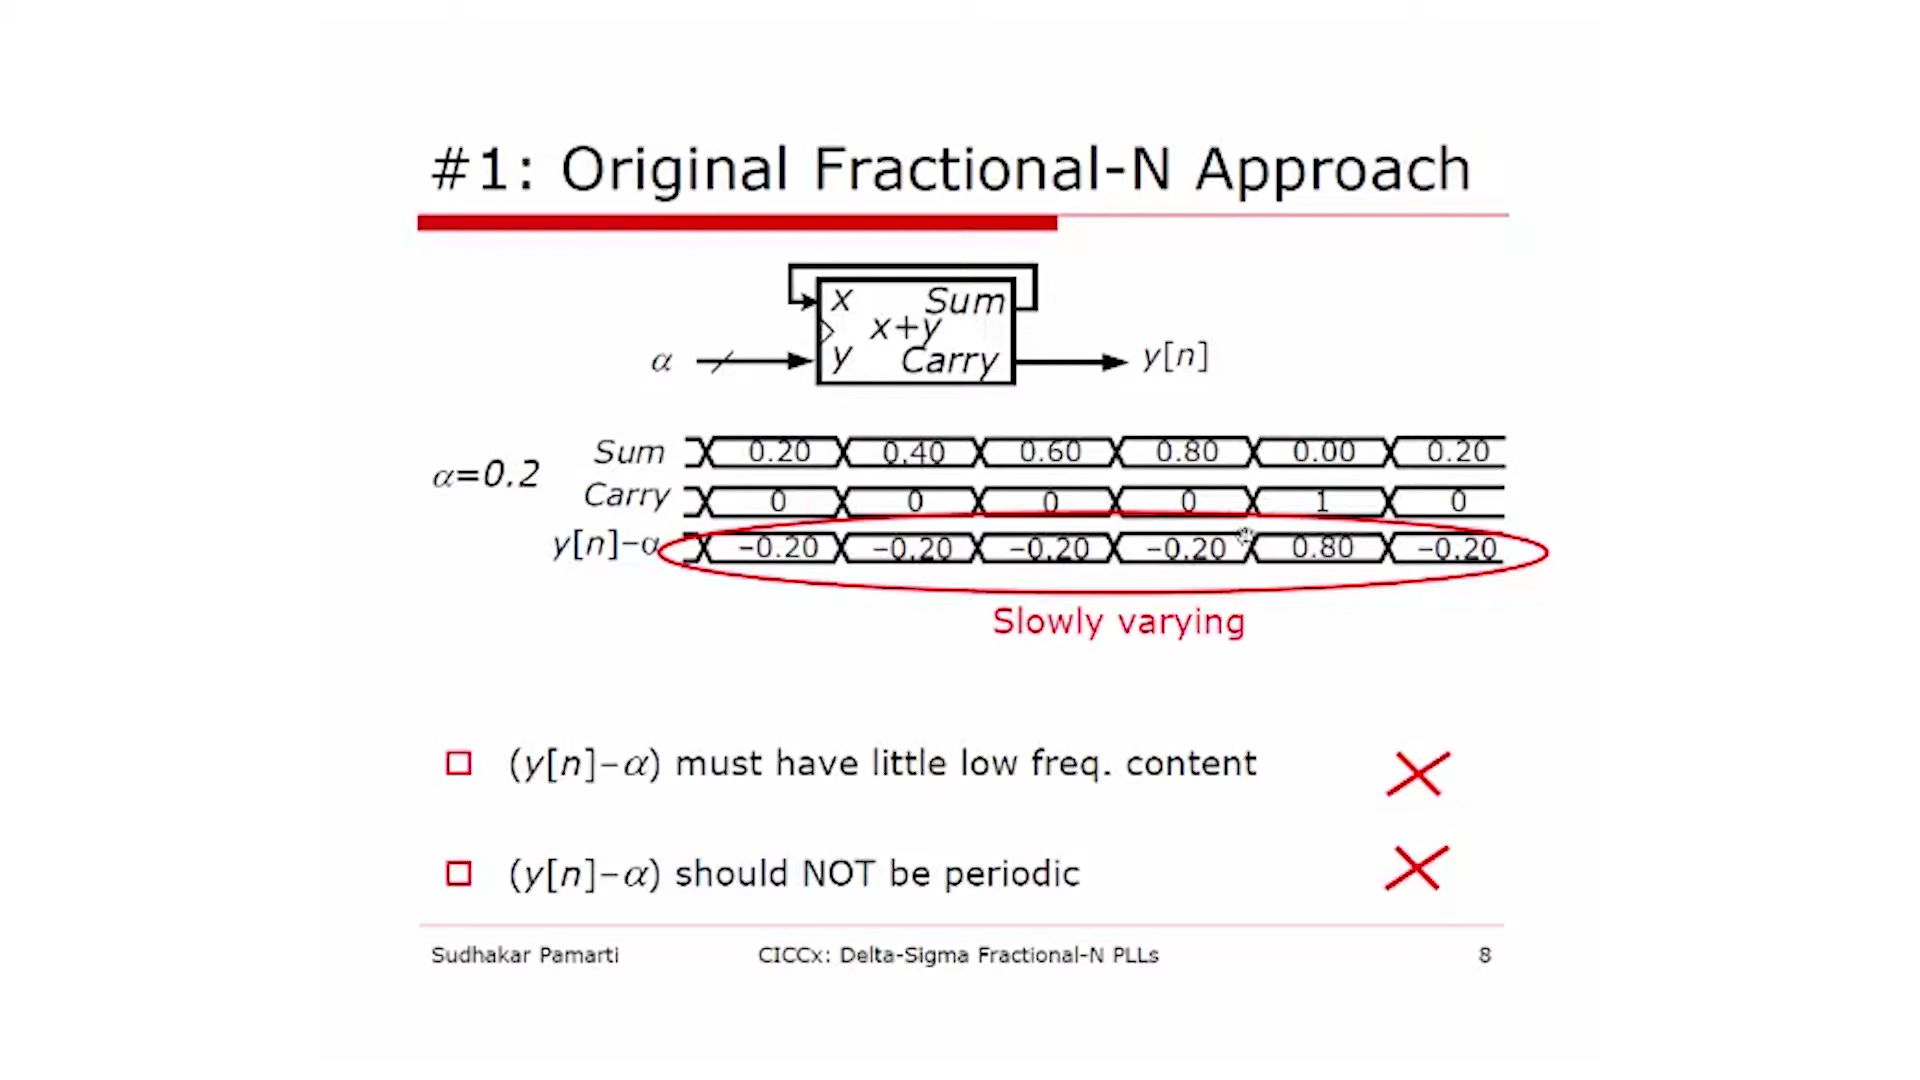 #1: Original Fractional-N Approach
x Sum
x+y
α y Carry y[n]
Sum 0.20 0.40 0.60 0.80 0.00 0.20
α=0.2
Carry 0 0 0 0 1 0
y[n]−α −0.20 −0.20 −0.20 −0.20 0.80 −0.20
Slowly varying
(y[n]−α) must have little low freq. content
(y[n]−α) should NOT be periodic
Sudhakar Pamarti CICCx: Delta-Sigma Fractional-N PLLs 8